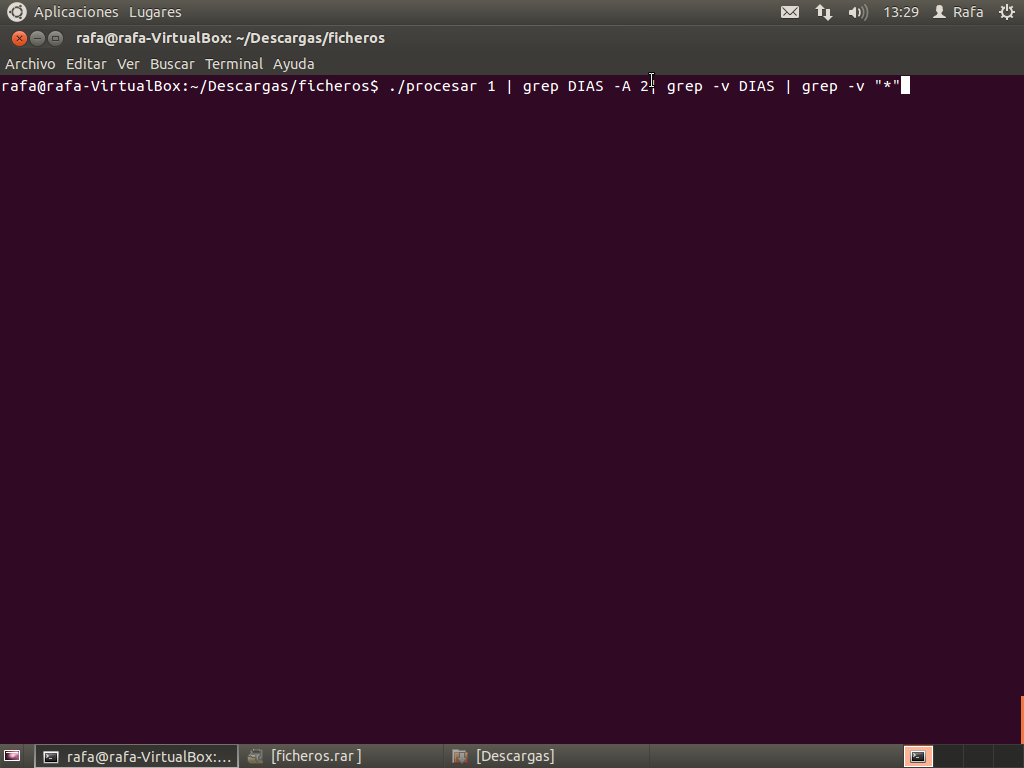 Aplicaciones Lugares 13:29 Rafa
rafa@rafa-VirtualBox: ~/Descargas/ficheros
Archivo Editar Ver Buscar Terminal Ayuda
rafa@rafa-VirtualBox:~/Descargas/ficheros$ ./procesar 1 | grep DIAS -A 2| grep -v DIAS | grep -v "*"
rafa@rafa-VirtualBox:... [ficheros.rar ] [Descargas]